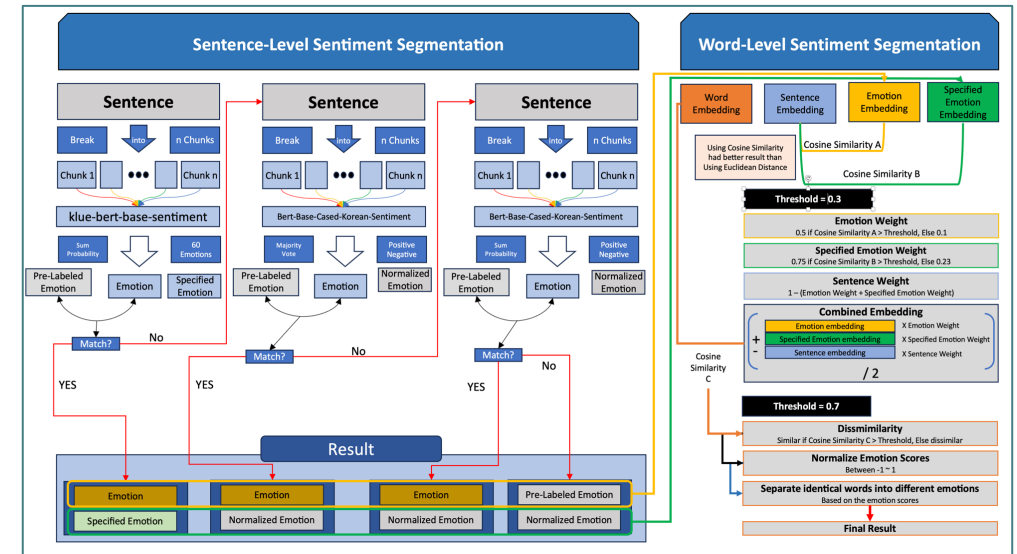 Sentence-Level Sentiment Segmentation
Sentence
Break
into
n Chunks
Chunk 1
●●●
Chunk n
klue-bert-base-sentiment
Sum
Probability
60
Emotions
Pre-Labeled
Emotion
Emotion
Specified
Emotion
Match?
No
YES
Sentence
Break
into
n Chunks
Chunk 1
●●●
Chunk n
Bert-Base-Cased-Korean-Sentiment
Majority
Vote
Positive
Negative
Pre-Labeled
Emotion
Emotion
Normalized
Emotion
Match?
No
YES
Sentence
Break
into
n Chunks
Chunk 1
●●●
Chunk n
Bert-Base-Cased-Korean-Sentiment
Sum
Probability
Positive
Negative
Pre-Labeled
Emotion
Emotion
Normalized
Emotion
Match?
No
YES
Result
Emotion
Specified Emotion
Emotion
Normalized Emotion
Emotion
Normalized Emotion
Pre-Labeled Emotion
Normalized Emotion
Word-Level Sentiment Segmentation
Word
Embedding
Sentence
Embedding
Emotion
Embedding
Specified
Emotion
Embedding
Using Cosine Similarity
had better result than
Using Euclidean Distance
Cosine Similarity A
Cosine Similarity B
Threshold = 0.3
Emotion Weight
0.5 if Cosine Similarity A > Threshold, Else 0.1
Specified Emotion Weight
0.75 if Cosine Similarity B > Threshold, Else 0.23
Sentence Weight
1 – (Emotion Weight + Specified Emotion Weight)
Combined Embedding
Emotion embedding X Emotion Weight
+ Specified Emotion embedding X Specified Emotion Weight
- Sentence embedding X Sentence Weight
/ 2
Cosine
Similarity
C
Threshold = 0.7
Dissmimilarity
Similar if Cosine Similarity C > Threshold, Else dissimilar
Normalize Emotion Scores
Between -1 ~ 1
Separate identical words into different emotions
Based on the emotion scores
Final Result